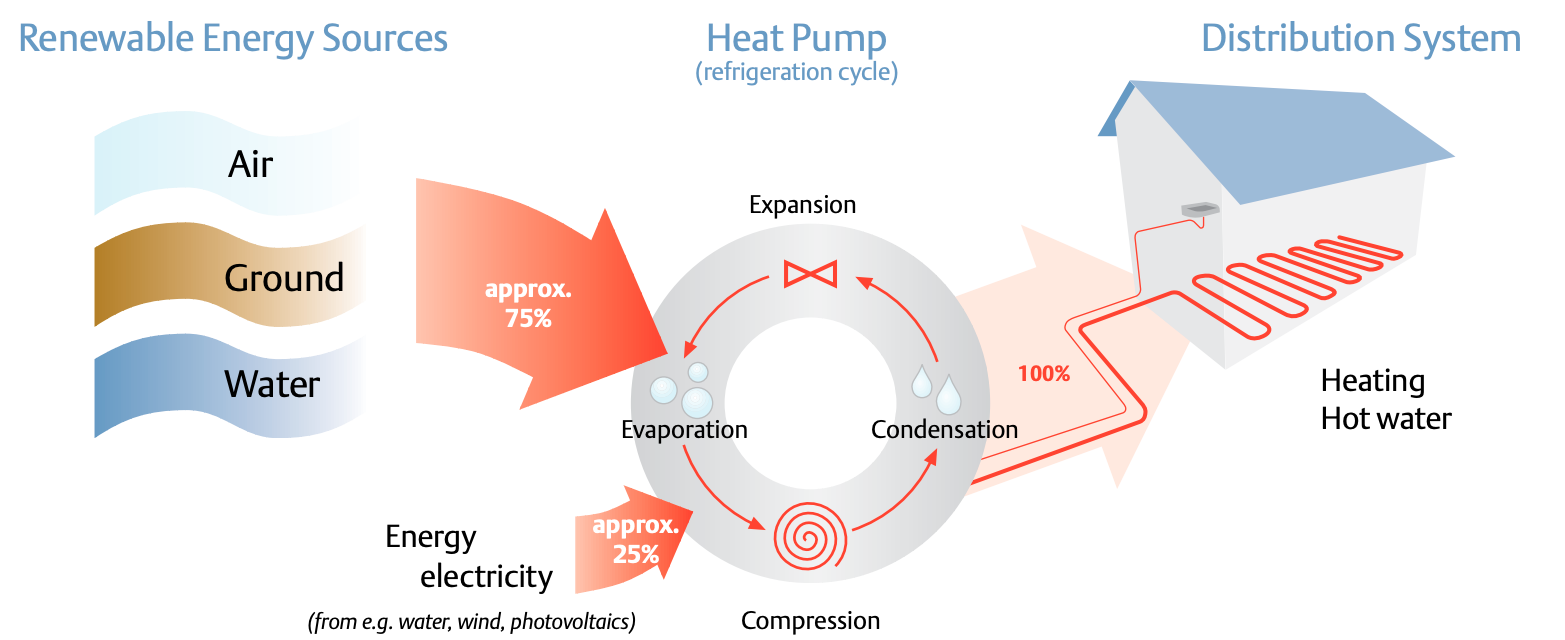 Renewable Energy Sources
Heat Pump
(refrigeration cycle)
Distribution System
Air
Ground
Water
approx.
75%
Expansion
Evaporation
Condensation
Compression
100%
Energy
electricity
(from e.g. water, wind, photovoltaics)
approx.
25%
Heating
Hot water